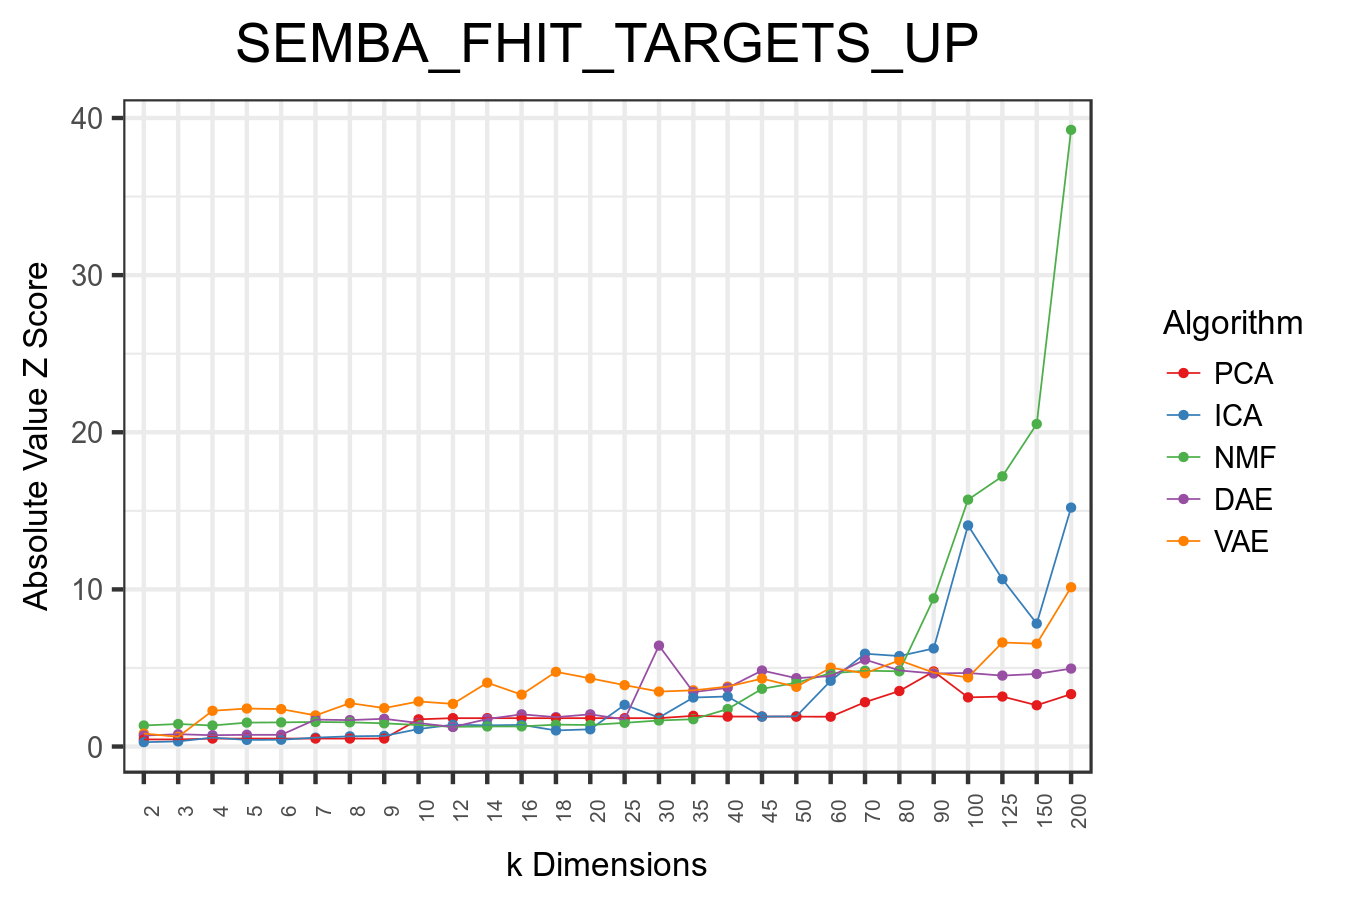 SEMBA_FHIT_TARGETS_UP
40
30
20
10
0
Absolute Value Z Score
2 3 4 5 6 7 8 9 10 12 14 16 18 20 25 30 35 40 45 50 60 70 80 90 100 125 150 200
k Dimensions
Algorithm
PCA
ICA
NMF
DAE
VAE